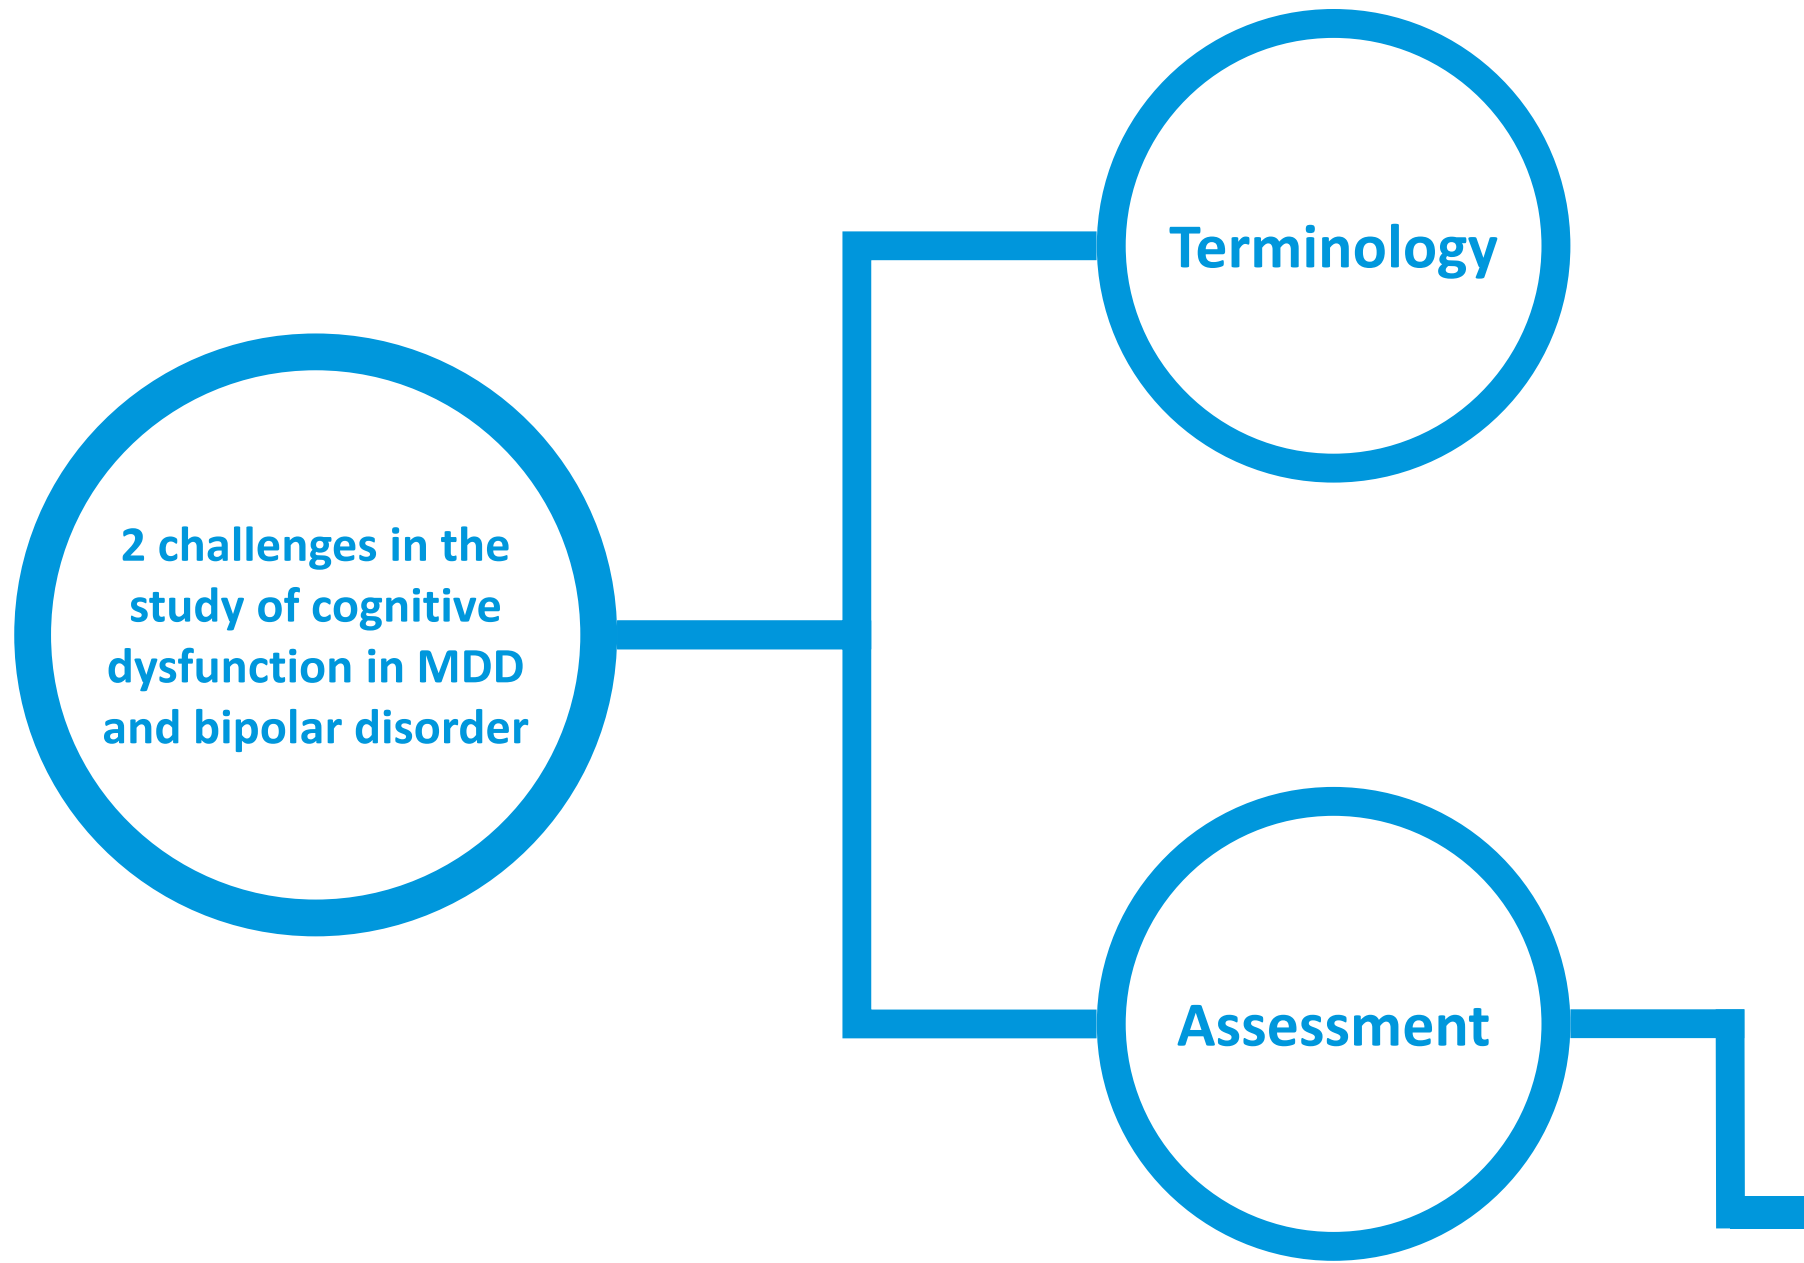 2 challenges in the
study of cognitive
dysfunction in MDD
and bipolar disorder
Terminology
Assessment